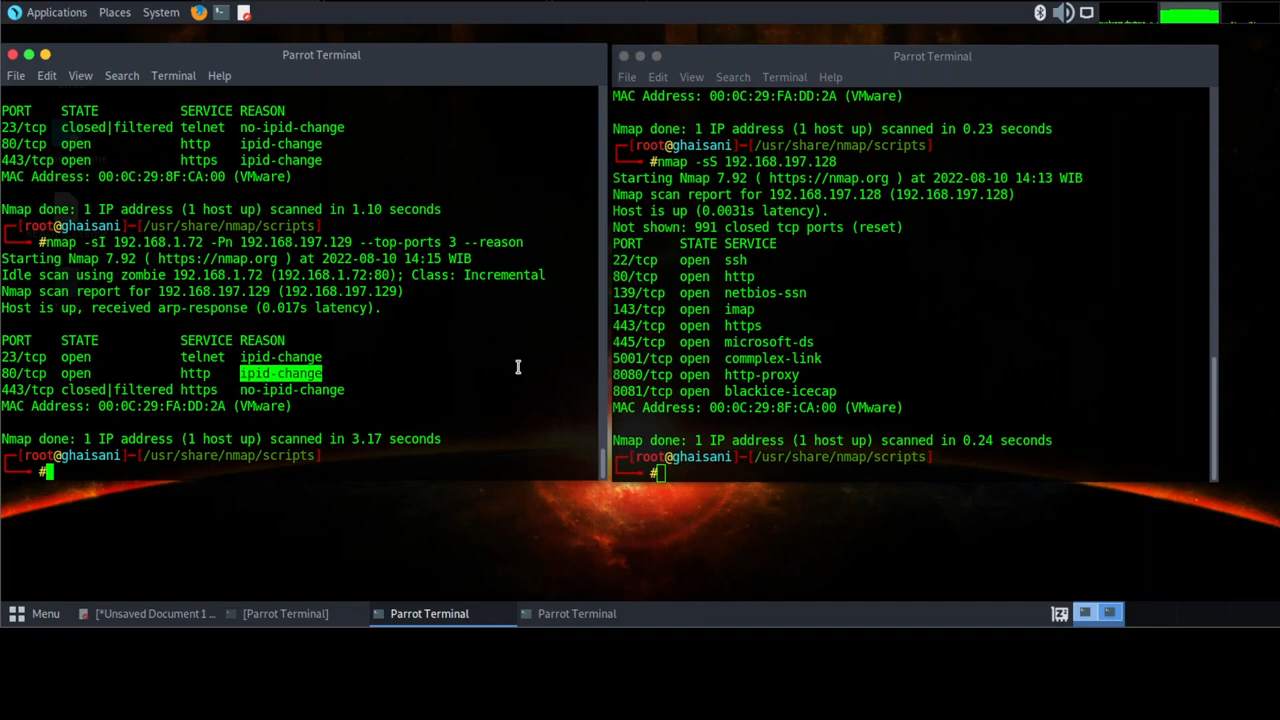 Applications Places System
Parrot Terminal
File Edit View Search Terminal Help
PORT STATE SERVICE REASON
23/tcp closed|filtered telnet no-ipid-change
80/tcp open http ipid-change
443/tcp open https ipid-change
MAC Address: 00:0C:29:8F:CA:00 (VMware)
Nmap done: 1 IP address (1 host up) scanned in 1.10 seconds
┌─[root@ghaisani]─[/usr/share/nmap/scripts]
└──╼ #nmap -sI 192.168.1.72 -Pn 192.168.197.129 --top-ports 3 --reason
Starting Nmap 7.92 ( https://nmap.org ) at 2022-08-10 14:15 WIB
Idle scan using zombie 192.168.1.72 (192.168.1.72:80); Class: Incremental
Nmap scan report for 192.168.197.129 (192.168.197.129)
Host is up, received arp-response (0.017s latency).
PORT STATE SERVICE REASON
23/tcp open telnet ipid-change
80/tcp open http ipid-change
443/tcp closed|filtered https no-ipid-change
MAC Address: 00:0C:29:FA:DD:2A (VMware)
Nmap done: 1 IP address (1 host up) scanned in 3.17 seconds
┌─[root@ghaisani]─[/usr/share/nmap/scripts]
└──╼ #
Parrot Terminal
File Edit View Search Terminal Help
MAC Address: 00:0C:29:FA:DD:2A (VMware)
Nmap done: 1 IP address (1 host up) scanned in 0.23 seconds
┌─[root@ghaisani]─[/usr/share/nmap/scripts]
└──╼ #nmap -sS 192.168.197.128
Starting Nmap 7.92 ( https://nmap.org ) at 2022-08-10 14:13 WIB
Nmap scan report for 192.168.197.128 (192.168.197.128)
Host is up (0.0031s latency).
Not shown: 991 closed tcp ports (reset)
PORT STATE SERVICE
22/tcp open ssh
80/tcp open http
139/tcp open netbios-ssn
143/tcp open imap
443/tcp open https
445/tcp open microsoft-ds
5001/tcp open commplex-link
8080/tcp open http-proxy
8081/tcp open blackice-icecap
MAC Address: 00:0C:29:8F:CA:00 (VMware)
Nmap done: 1 IP address (1 host up) scanned in 0.24 seconds
┌─[root@ghaisani]─[/usr/share/nmap/scripts]
└──╼ #
Menu [*Unsaved Document 1 ... [Parrot Terminal] Parrot Terminal Parrot Terminal